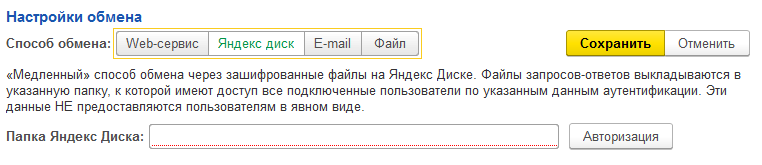 Настройки обмена
Способ обмена: Web-сервис Яндекс диск E-mail Файл Сохранить Отменить
«Медленный» способ обмена через зашифрованные файлы на Яндекс Диске. Файлы запросов-ответов выкладываются в
указанную папку, к которой имеют доступ все подключенные пользователи по указанным данным аутентификации. Эти
данные НЕ предоставляются пользователям в явном виде.
Папка Яндекс Диска: Авторизация